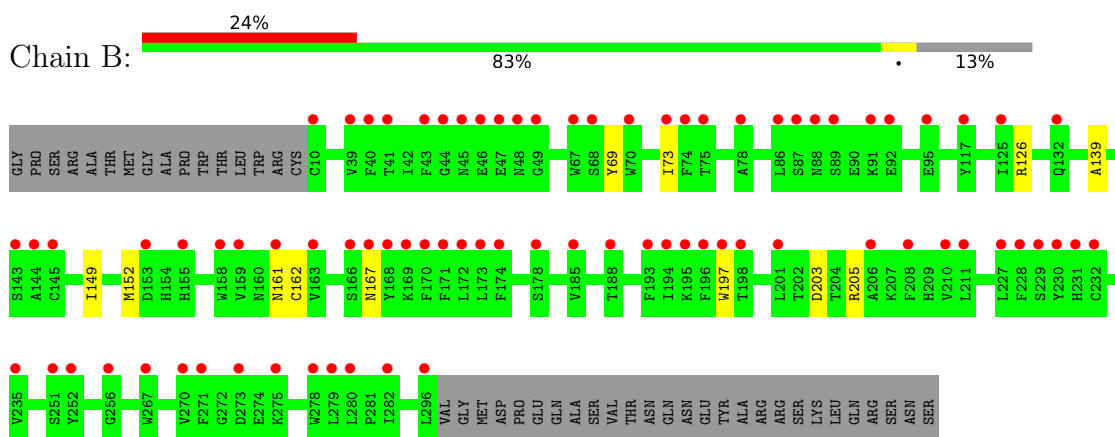 24%
Chain B:
83%
•
13%
GLY PRO SER ARG ALA THR MET GLY ALA PRO TRP THR LEU TRP ARG CYS C10 V39 F40 T41 I42 F43 G44 N45 E46 E47 N48 G49 W67 S68 Y69 W70 I73 F74 T75 A78 L86 S87 N88 S89 E90 K91 E92 E95 Y117 I125 R126 Q132 A139
S143 A144 C145 I149 M152 D153 H154 H155 W158 V159 N160 N161 C162 V163 S166 N167 Y168 K169 F170 F171 L172 L173 F174 S178 V185 T188 F193 I194 K195 F196 W197 T198 L201 T202 D203 T204 R205 A206 K207 F208 H209 V210 L211 L227 F228 S229 Y230 H231 C232
V235 S251 Y252 G256 W267 V270 F271 G272 D273 E274 K275 W278 L279 L280 P281 I282 L296 VAL GLY MET ASP PRO GLU GLN ALA SER VAL THR ASN GLN ASN GLU TYR ALA ARG ARG SER LYS LEU GLN ARG SER ASN SER